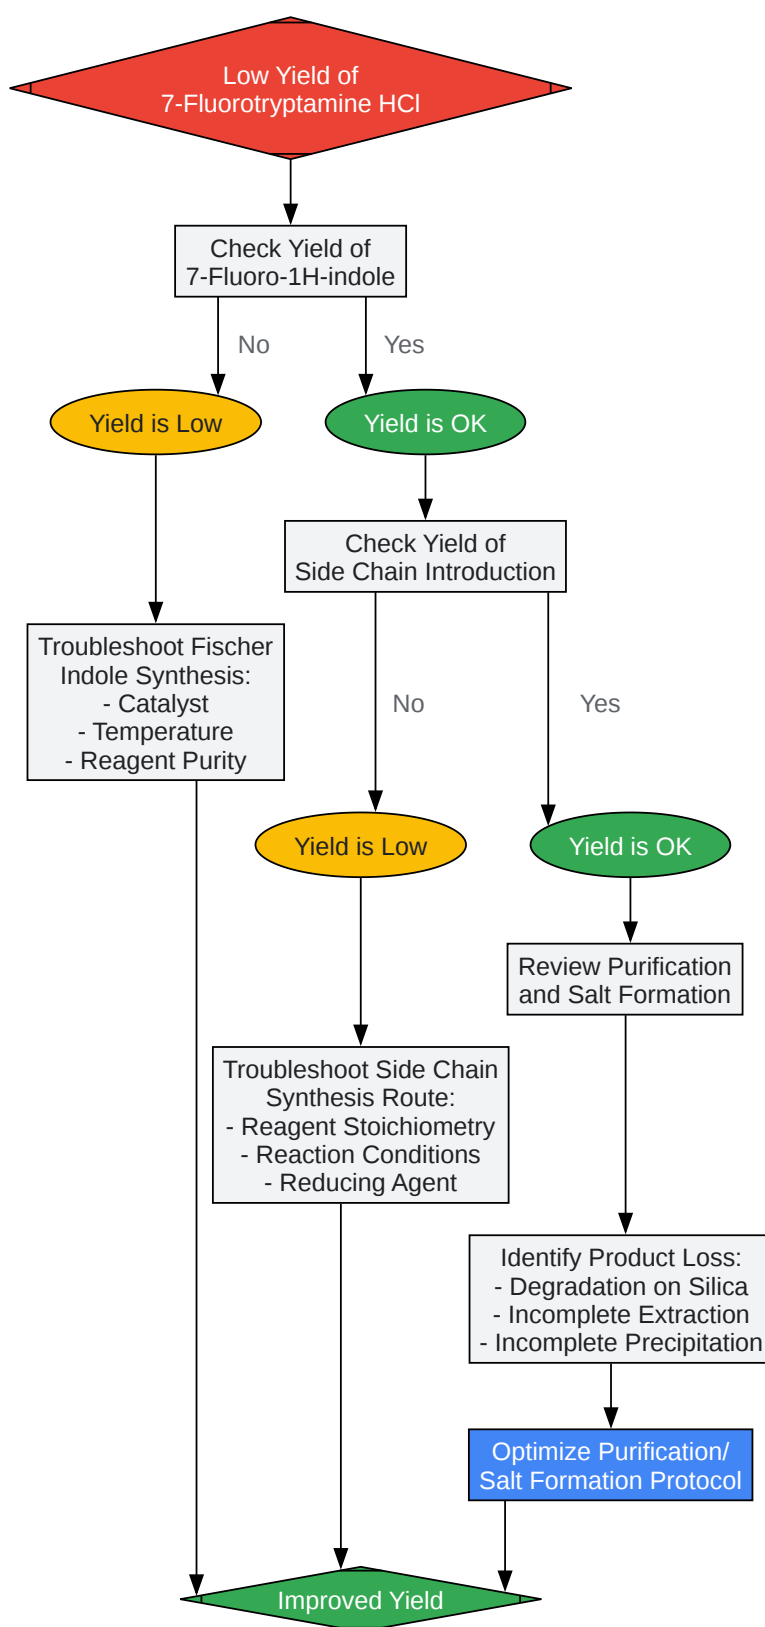 Low Yield of
7-Fluorotryptamine HCl
Check Yield of
7-Fluoro-1H-indole
No
Yes
Yield is Low
Yield is OK
Check Yield of
Side Chain Introduction
Troubleshoot Fischer
Indole Synthesis:
- Catalyst
- Temperature
- Reagent Purity
No
Yes
Yield is Low
Yield is OK
Review Purification
and Salt Formation
Troubleshoot Side Chain
Synthesis Route:
- Reagent Stoichiometry
- Reaction Conditions
- Reducing Agent
Identify Product Loss:
- Degradation on Silica
- Incomplete Extraction
- Incomplete Precipitation
Optimize Purification/
Salt Formation Protocol
Improved Yield